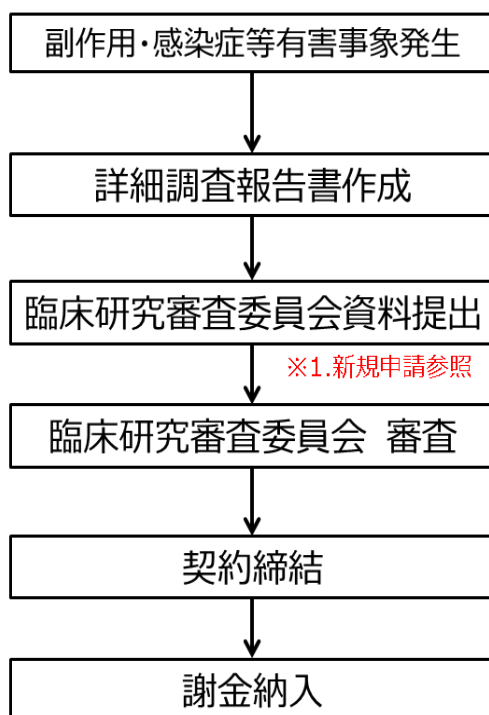 副作用・感染症等有害事象発生
詳細調査報告書作成
臨床研究審査委員会資料提出
※1.新規申請参照
臨床研究審査委員会 審査
契約締結
謝金納入